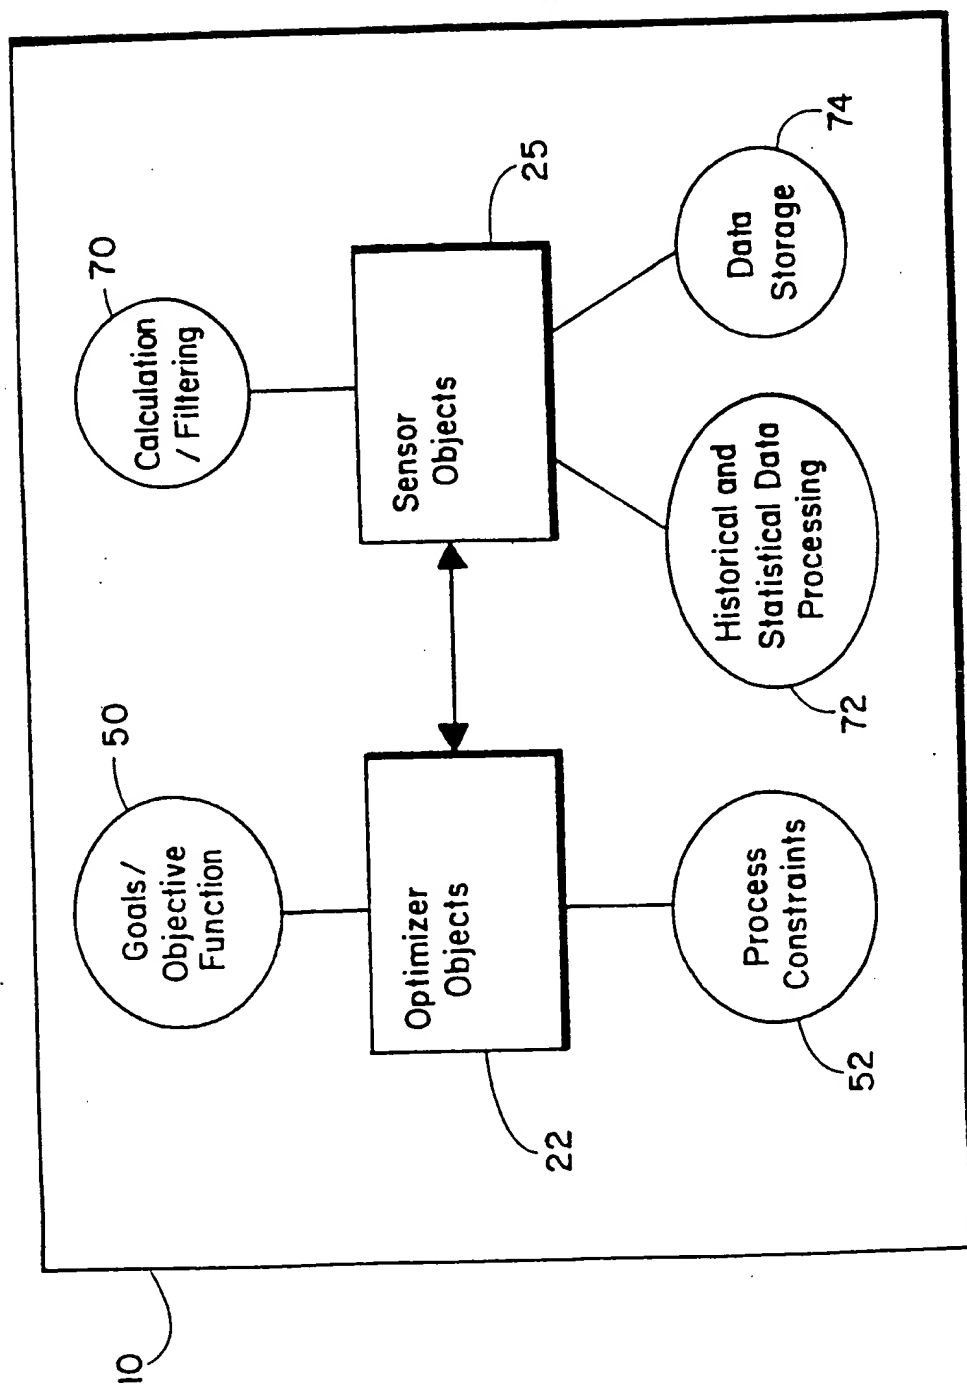 10
50
Goals/
Objective
Function
70
Calculation
/ Filtering
Optimizer
Objects
22
Sensor
Objects
25
Process
Constraints
52
Historical and
Statistical Data
Processing
72
Data
Storage
74